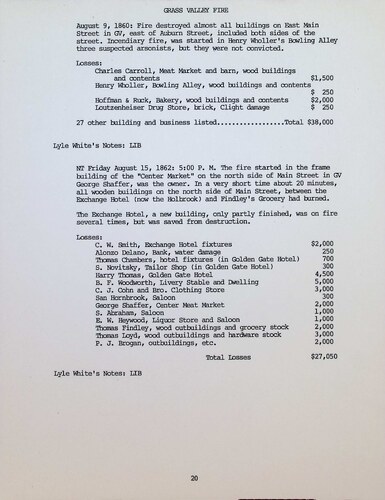 GRASS VALLEY FIRE
August 9, 1860: Fire destroyed almost all buildings on East Main
Street in GV, east of Auburn Street, included both sides of the
street. Incendiary fire, was started in Henry Wholler's Bowling Alley
three suspected arsonists, but they were not convicted.
Losses:
Charles Carroll, Meat Market and barn, wood buildings
and contents $1,500
Henry Wholler, Bowling Alley, wood buildings and contents
$ 250
Hoffman & Ruck, Bakery, wood buildings and contents $2,000
Loutzenheiser Drug Store, brick, Clight damage $ 250
27 other building and business listed.................Total $38,000
Lyle White's Notes: LIB
N7 Friday August 15, 1862: 5:00 P. M. The fire started in the frame
building of the "Center Market" on the north side of Main Street in GV
George Shaffer, was the owner. In a very short time about 20 minutes,
all wooden buildings on the north side of Main Street, between the
Exchange Hotel (now the Holbrook) and Findley's Grocery had burned.
The Exchange Hotel, a new building, only partly finished, was on fire
several times, but was saved from destruction.
Losses:
C. W. Smith, Exchange Hotel fixtures $2,000
Alonzo Delano, Bank, water damage 250
Thomas Chambers, hotel fixtures (in Golden Gate Hotel) 700
S. Novitsky, Tailor Shop (in Golden Gate Hotel) 300
Harry Thomas, Golden Gate Hotel 4,500
B. F. Woodworth, Livery Stable and Dwelling 5,000
C. J. Cohn and Bro. Clothing Store 3,000
San Hornbrook, Saloon 300
George Shaffer, Center Meat Market 2,000
S. Abraham, Saloon 1,000
E. W. Heywood, Liquor Store and Saloon 1,000
Thomas Findley, wood outbuildings and grocery stock 2,000
Thomas Loyd, wood outbuildings and hardware stock 3,000
P. J. Brogan, outbuildings, etc. 2,000
Total Losses $27,050
Lyle White's Notes: LIB
20